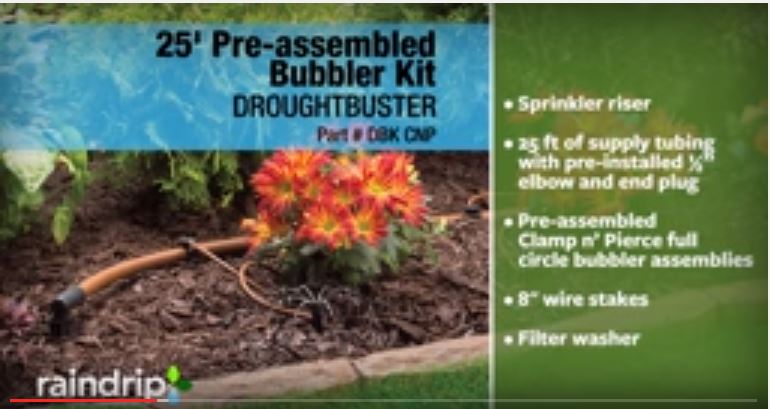 25' Pre-assembled
Bubbler Kit
DROUGHTBUSTER
Part # DBK CNP
• Sprinkler riser
• 25 ft of supply tubing
with pre-installed ½"
elbow and end plug
• Pre-assembled
Clamp n' Pierce full
circle bubbler assemblies
• 8" wire stakes
• Filter washer
raindrip